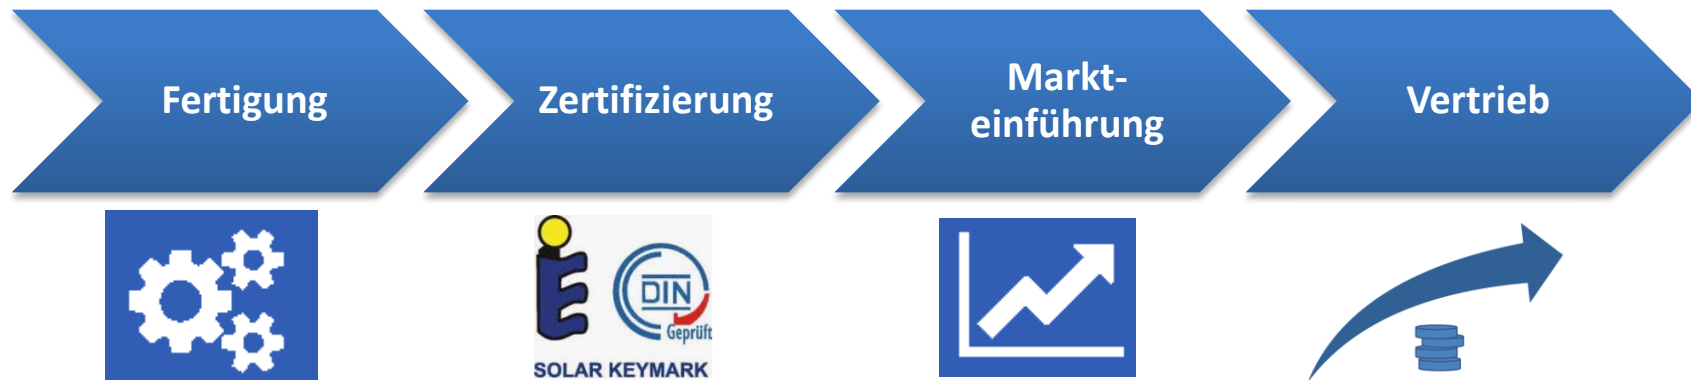 Fertigung
Zertifizierung
Markt-
einführung
Vertrieb
DIN
Geprüft
SOLAR KEYMARK